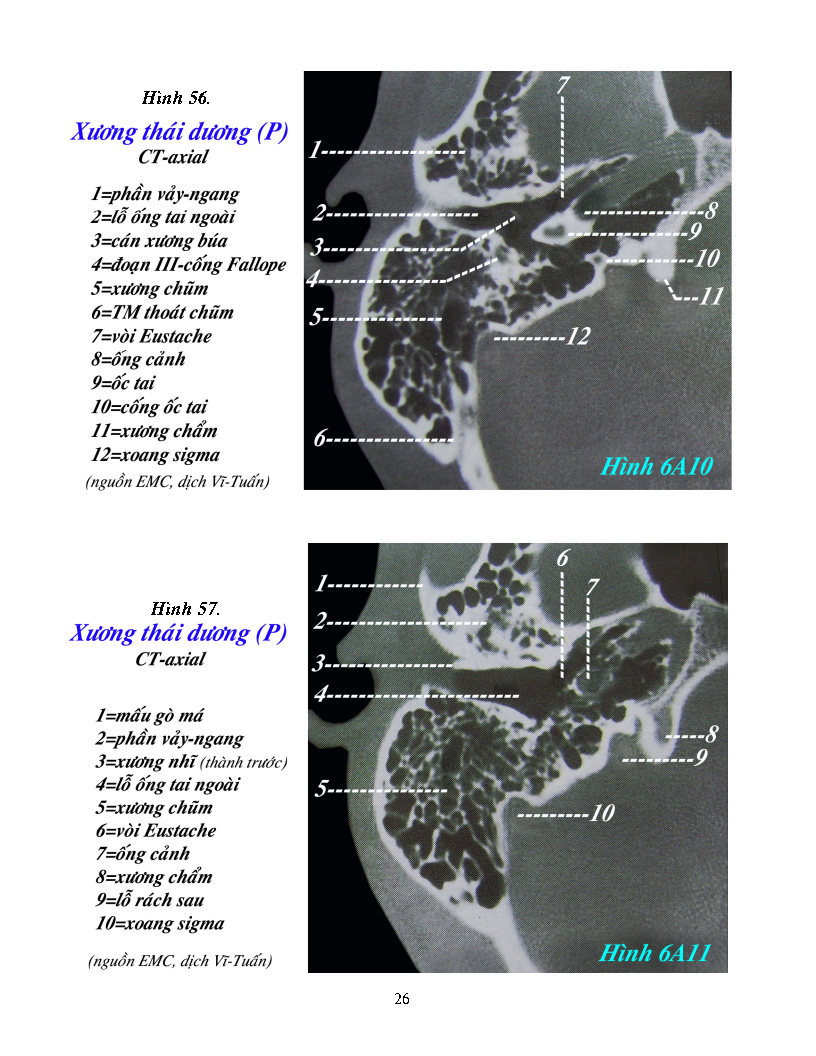 Hình 56.
Xương thái dương (P)
CT-axial
1=phần vảy-ngang
2=lỗ ống tai ngoài
3=cán xương búa
4=đoạn III-cống Fallope
5=xương chũm
6=TM thoát chũm
7=vòi Eustache
8=ống cảnh
9=ốc tai
10=cống ốc tai
11=xương chẩm
12=xoang sigma
(nguồn EMC, dịch Vĩ-Tuấn)
7
1
2
8
9
3
10
4
11
5
12
6
Hình 6A10
Hình 57.
Xương thái dương (P)
CT-axial
1=mấu gò má
2=phần vảy-ngang
3=xương nhĩ (thành trước)
4=lỗ ống tai ngoài
5=xương chũm
6=vòi Eustache
7=ống cảnh
8=xương chẩm
9=lỗ rách sau
10=xoang sigma
(nguồn EMC, dịch Vĩ-Tuấn)
6
1
7
2
3
4
8
9
5
10
Hình 6A11
26